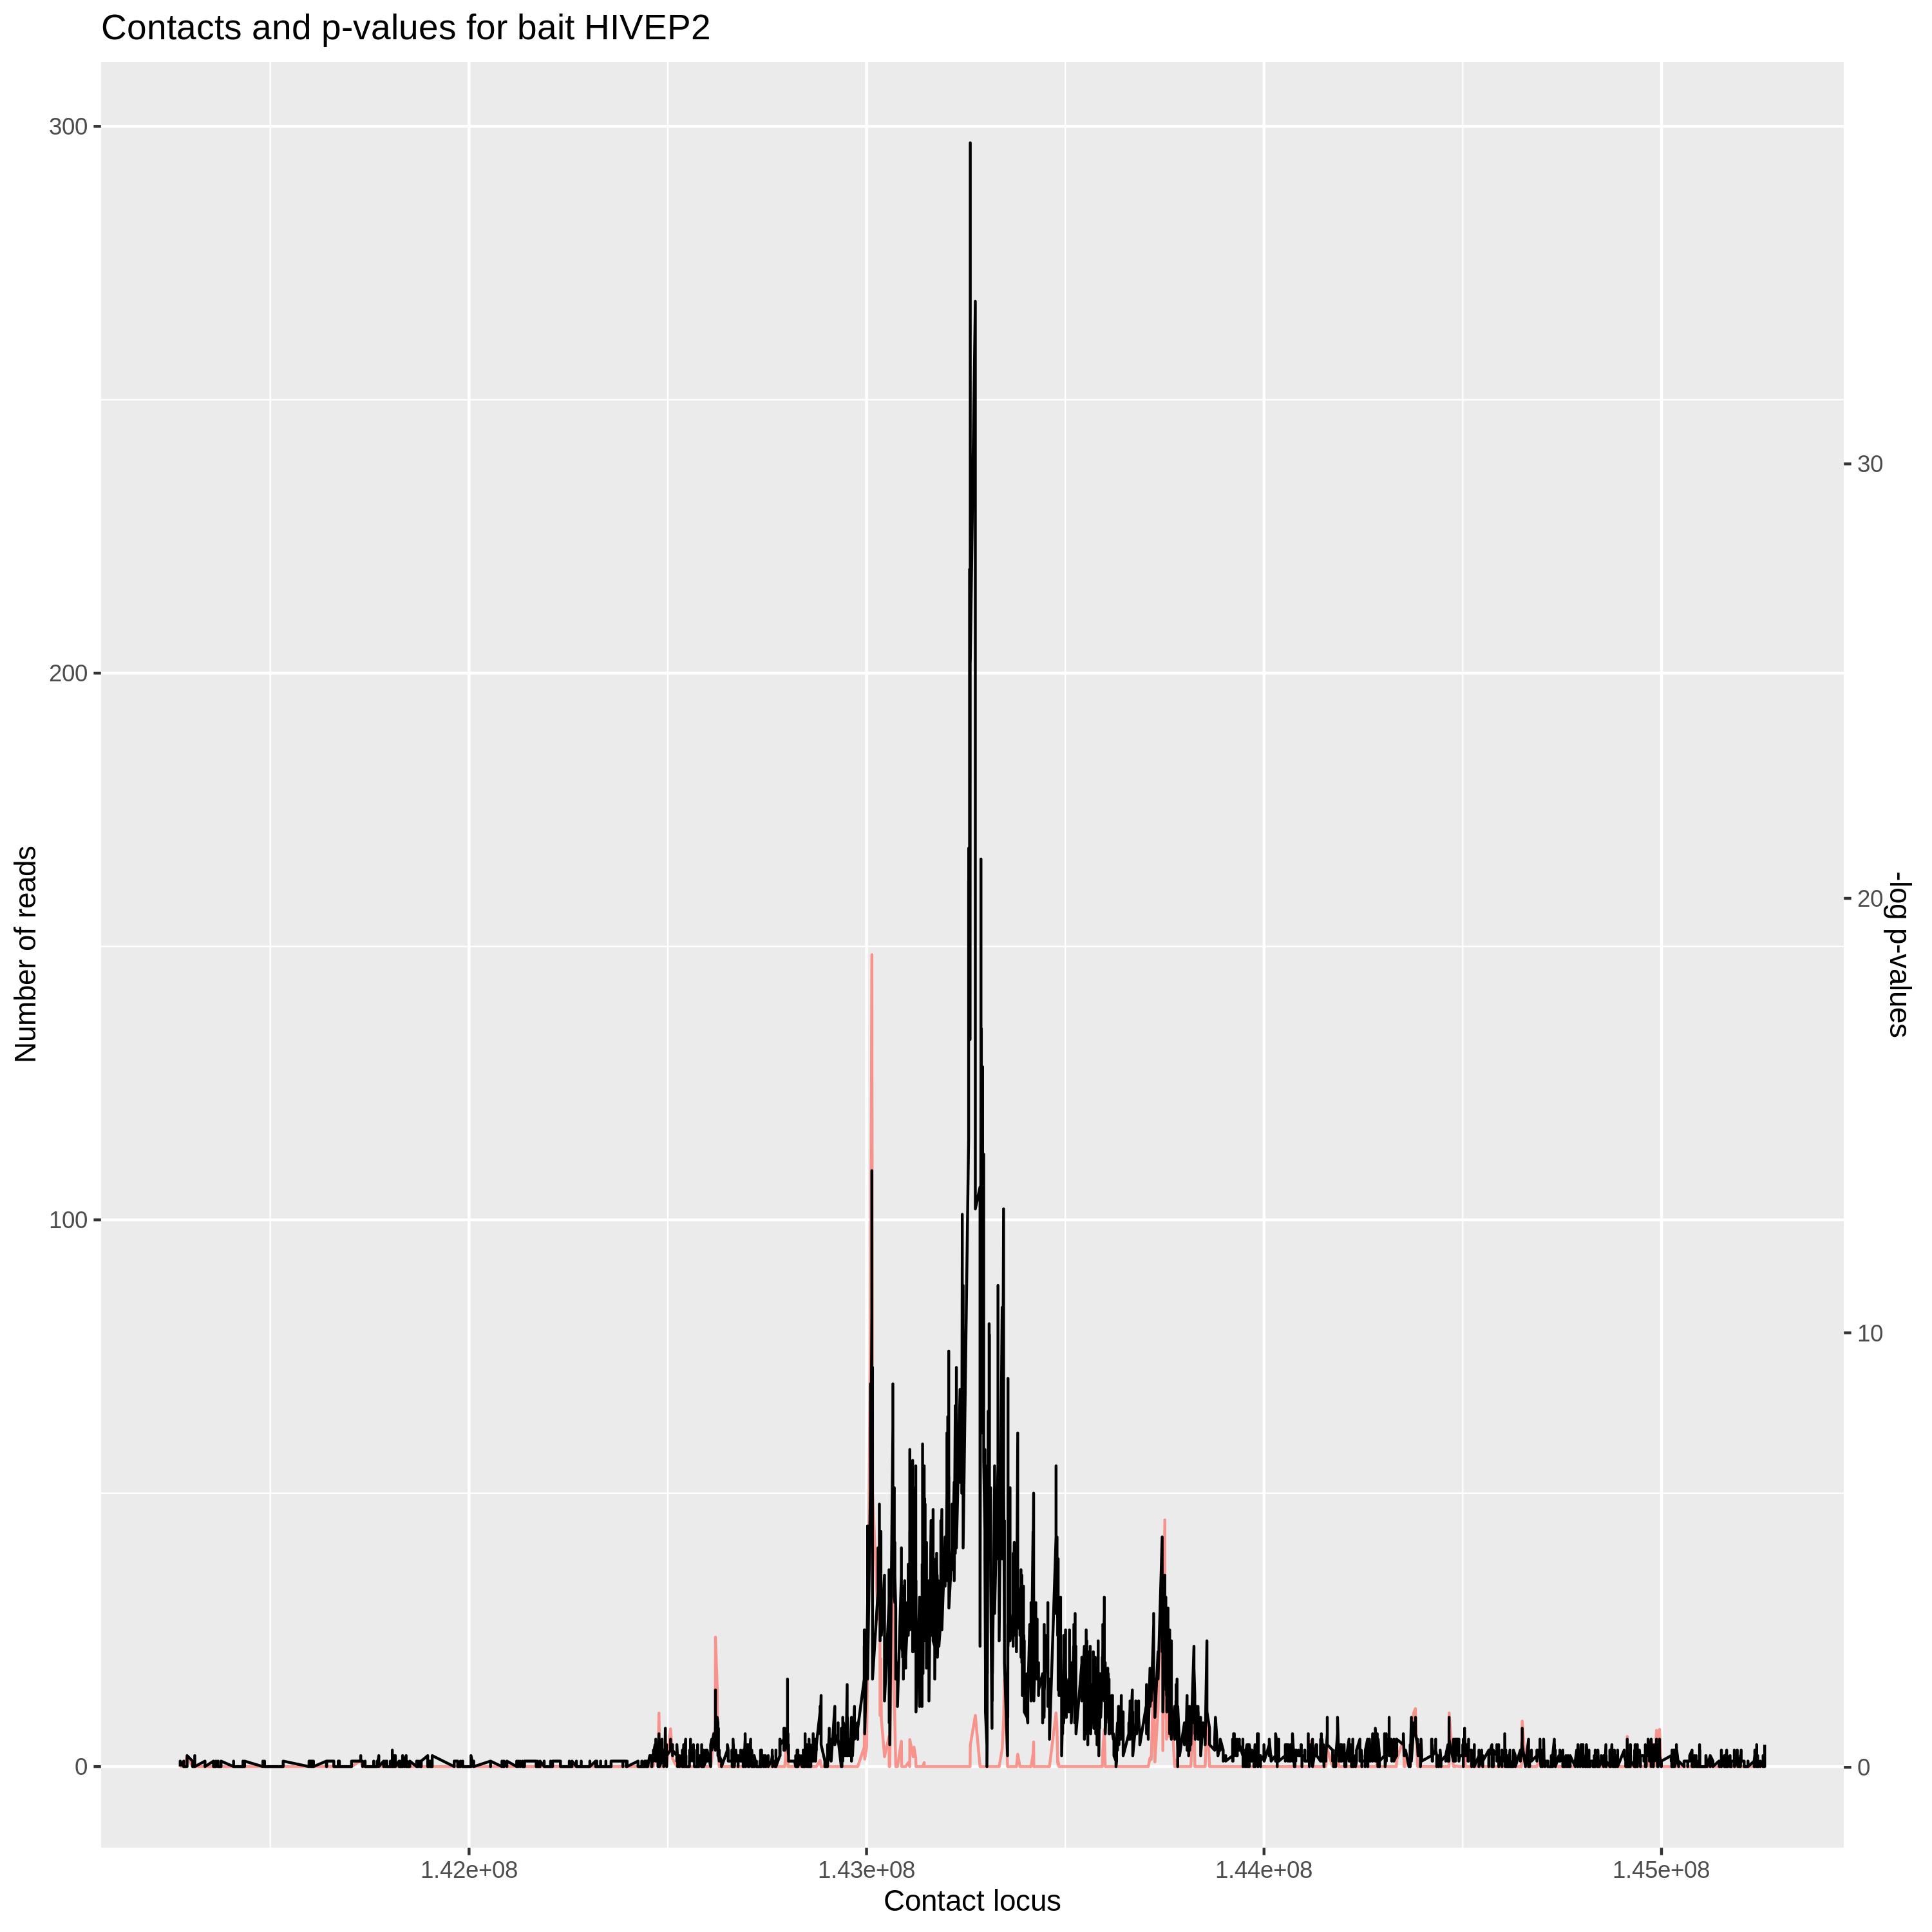 Contacts and p-values for bait HIVEP2
300
200
100
0
Number of reads
30
20
10
0
-log p-values
1.42e+08
1.43e+08
1.44e+08
1.45e+08
Contact locus